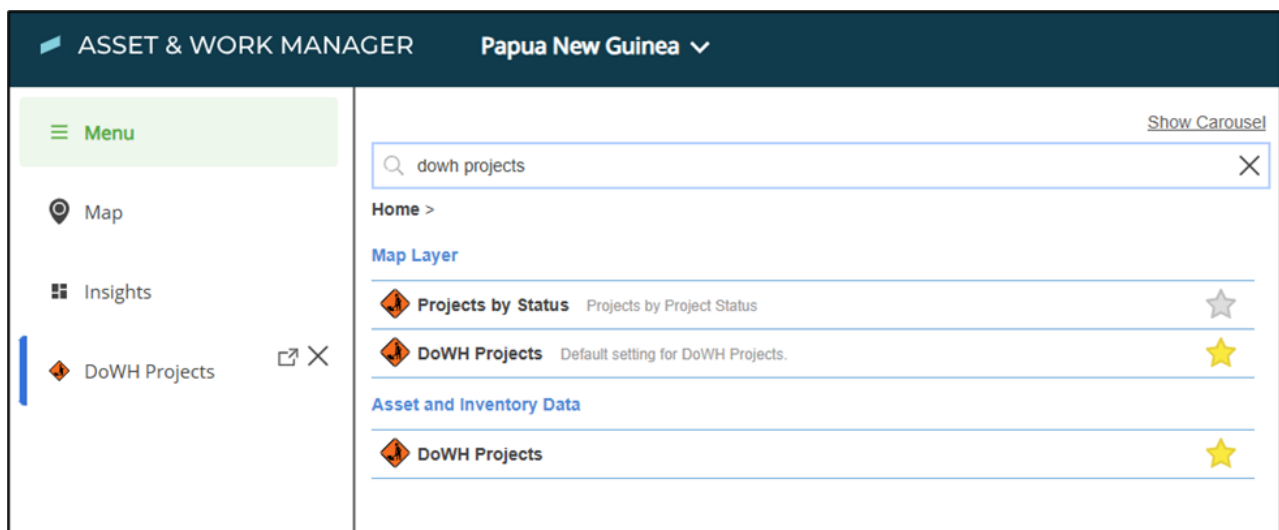 ASSET & WORK MANAGER
Papua New Guinea
Menu
Map
Insights
DoWH Projects
Show Carousel
dowh projects
Home >
Map Layer
Projects by Status Projects by Project Status
DoWH Projects Default setting for DoWH Projects.
Asset and Inventory Data
DoWH Projects